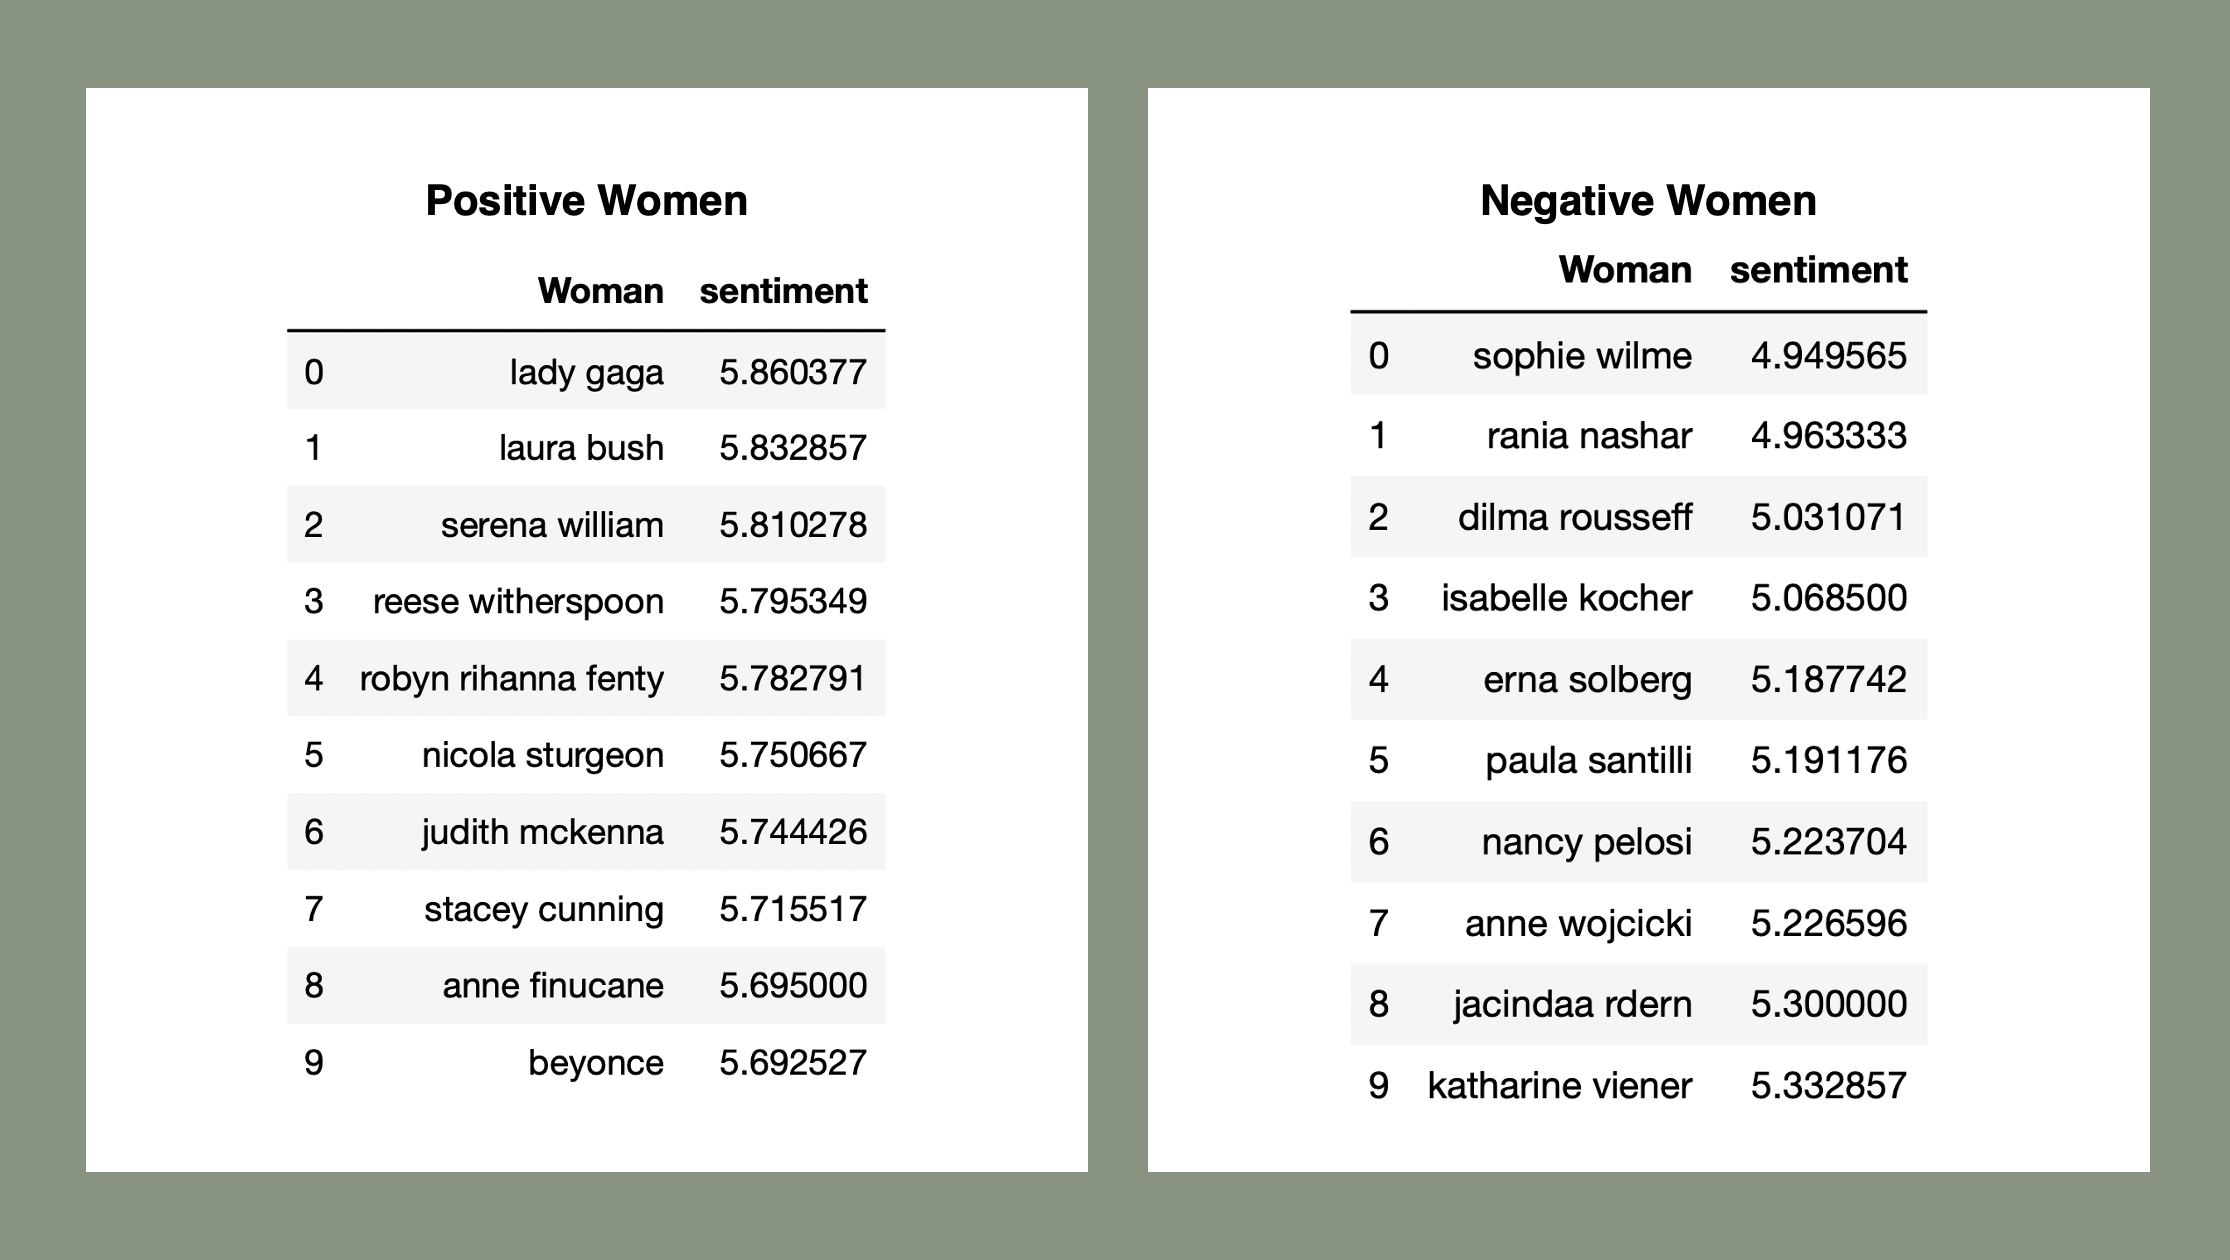 Positive Women
Woman sentiment
0 lady gaga 5.860377
1 laura bush 5.832857
2 serena william 5.810278
3 reese witherspoon 5.795349
4 robyn rihanna fenty 5.782791
5 nicola sturgeon 5.750667
6 judith mckenna 5.744426
7 stacey cunning 5.715517
8 anne finucane 5.695000
9 beyonce 5.692527
Negative Women
Woman sentiment
0 sophie wilme 4.949565
1 rania nashar 4.963333
2 dilma rousseff 5.031071
3 isabelle kocher 5.068500
4 erna solberg 5.187742
5 paula santilli 5.191176
6 nancy pelosi 5.223704
7 anne wojcicki 5.226596
8 jacindaa rdern 5.300000
9 katharine viener 5.332857